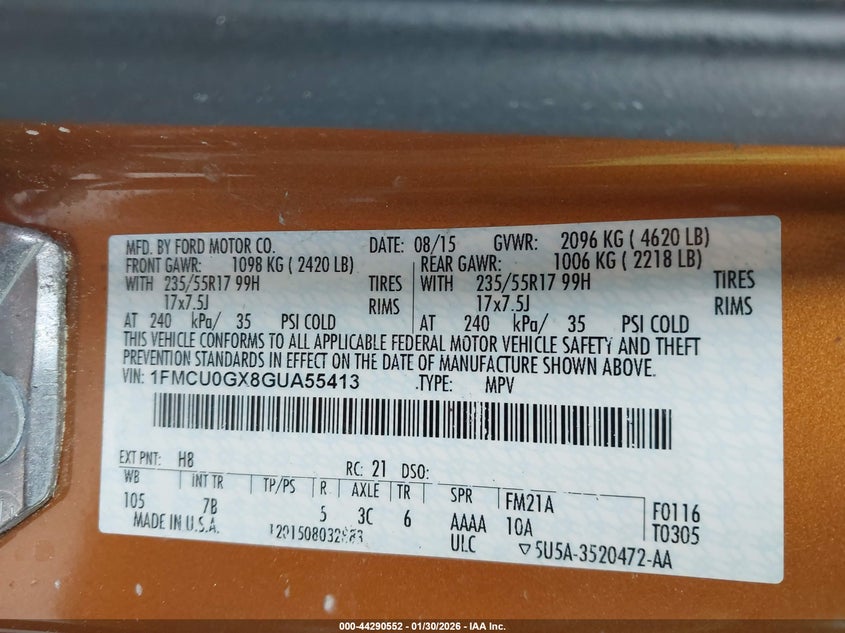 MFD. BY FORD MOTOR CO. DATE: 08/15 GVWR: 2096 KG ( 4620 LB)
FRONT GAWR: 1098 KG ( 2420 LB) REAR GAWR: 1006 KG ( 2218 LB)
WITH 235/55R17 99H TIRES WITH 235/55R17 99H TIRES
17x7.5J RIMS 17x7.5J RIMS
AT 240 kPa/ 35 PSI COLD AT 240 kPa/ 35 PSI COLD
THIS VEHICLE CONFORMS TO ALL APPLICABLE FEDERAL MOTOR VEHICLE SAFETY AND THEFT
PREVENTION STANDARDS IN EFFECT ON THE DATE OF MANUFACTURE SHOWN ABOVE.
VIN: 1FMCU0GX8GUA55413 TYPE: MPV
EXT PNT: H8 RC: 21 DSO:
WB INT TR TP/PS R AXLE TR SPR FM21A F0116
105 7B 5 3C 6 AAAA 10A T0305
MADE IN U.S.A. ULC ▽5U5A-3520472-AA
000-44290552 — 01/30/2026 - IAA Inc.